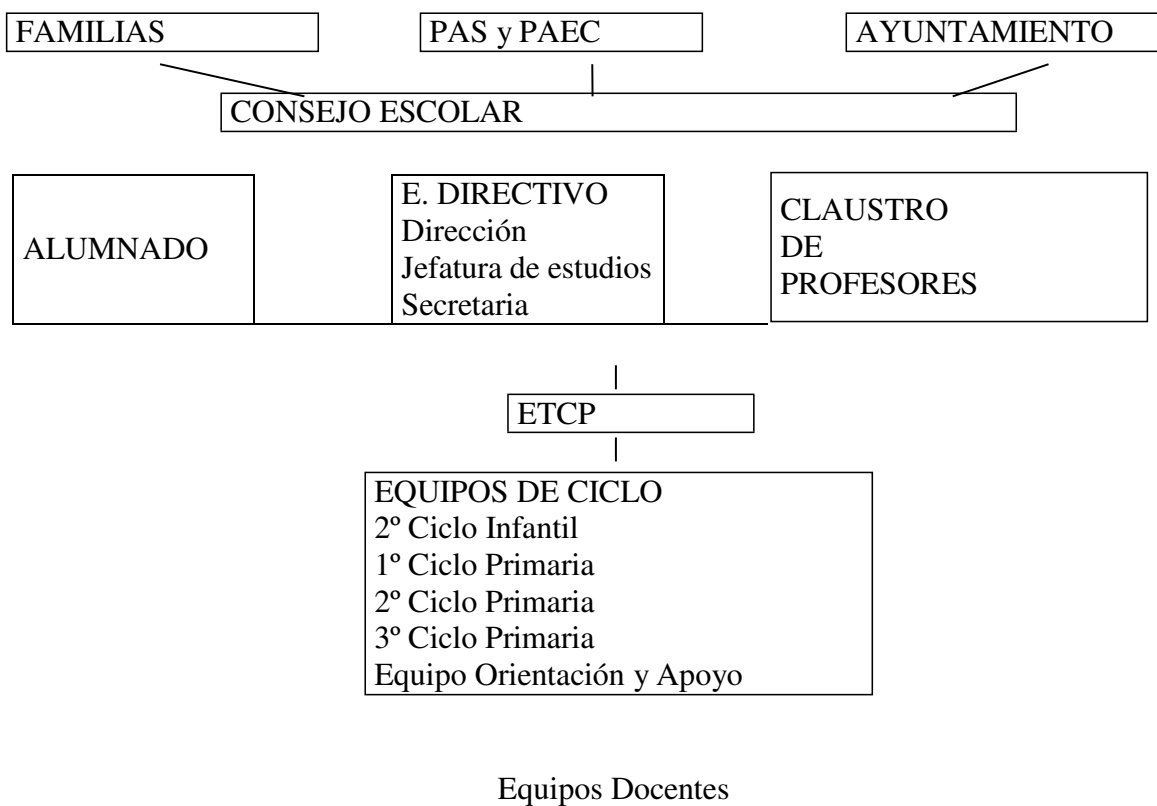 FAMILIAS
PAS y PAEC
AYUNTAMIENTO
CONSEJO ESCOLAR
ALUMNADO
E. DIRECTIVO
Dirección
Jefatura de estudios
Secretaria
CLAUSTRO
DE
PROFESORES
ETCP
EQUIPOS DE CICLO
2º Ciclo Infantil
1º Ciclo Primaria
2º Ciclo Primaria
3º Ciclo Primaria
Equipo Orientación y Apoyo
Equipos Docentes